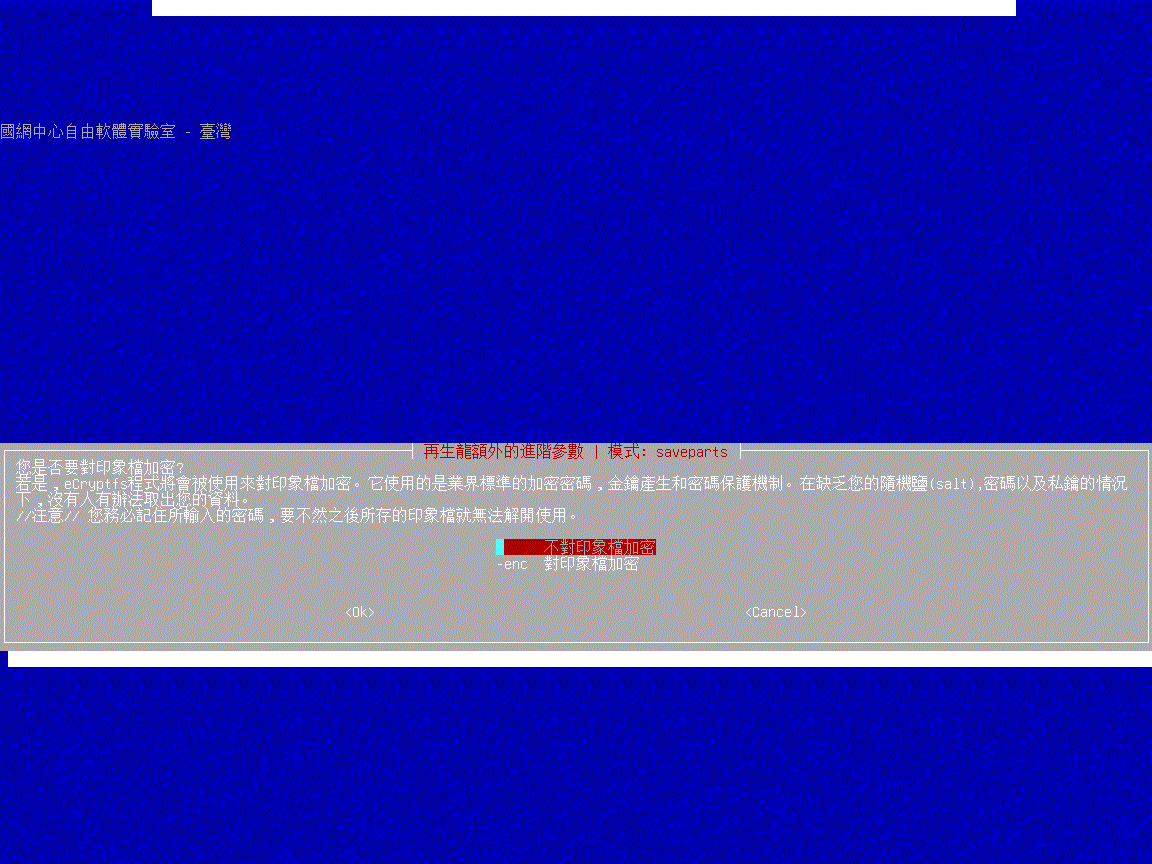 國網中心自由軟體實驗室 - 臺灣
再生龍額外的進階參數 | 模式: saveparts
您是否要對印象檔加密?
若是，eCryptfs程式將會被使用來對印象檔加密。它使用的是業界標準的加密密碼，金鑰產生和密碼保護機制。在缺乏您的隨機鹽(salt),密碼以及私鑰的情況
下，沒有人有辦法取出您的資料。
//注意// 您務必記住所輸入的密碼，要不然之後所存的印象檔就無法解開使用。
不對印象檔加密
-enc 對印象檔加密
<Ok> <Cancel>